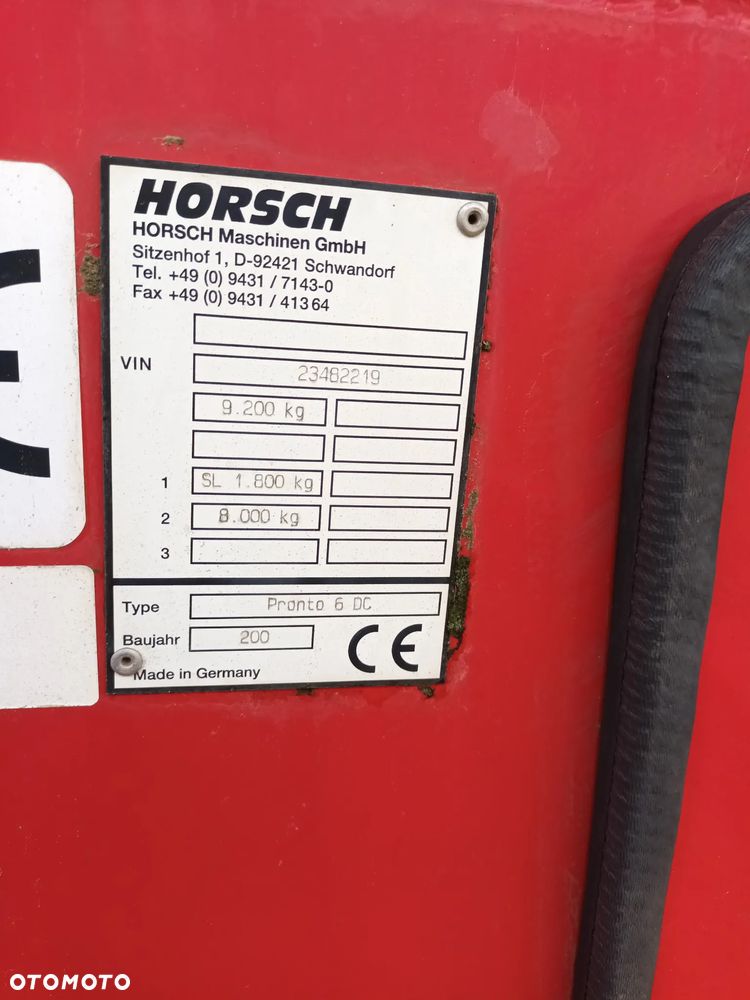 HORSCH
HORSCH Maschinen GmbH
Sitzenhof 1, D-92421 Schwandorf
Tel. +49 (0) 9431 / 7143-0
Fax +49 (0) 9431 / 41364
VIN 23482219
9.200 kg
1 SL 1.800 kg
2 8.000 kg
3
Type Pronto 6 DC
Baujahr 200
CE
Made in Germany
OTOMOTO